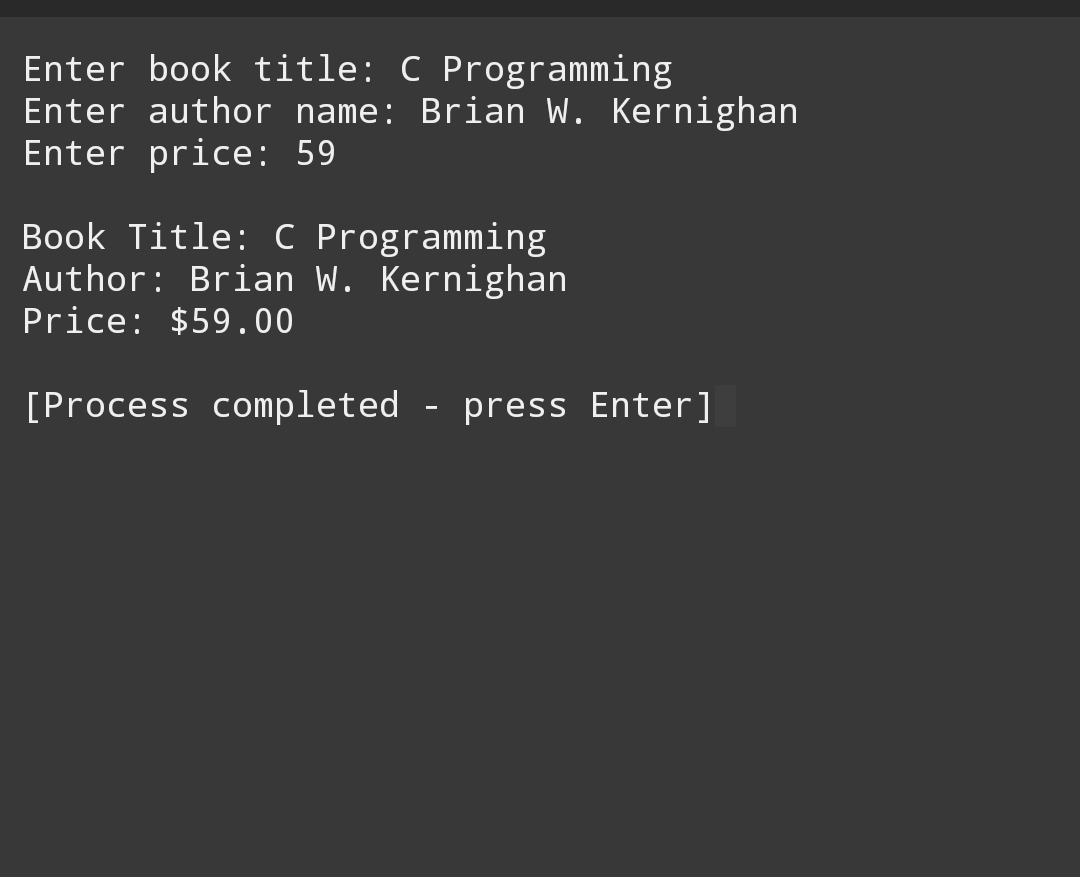 Enter book title: C Programming
Enter author name: Brian W. Kernighan
Enter price: 59
Book Title: C Programming
Author: Brian W. Kernighan
Price: $59.00
[Process completed - press Enter]